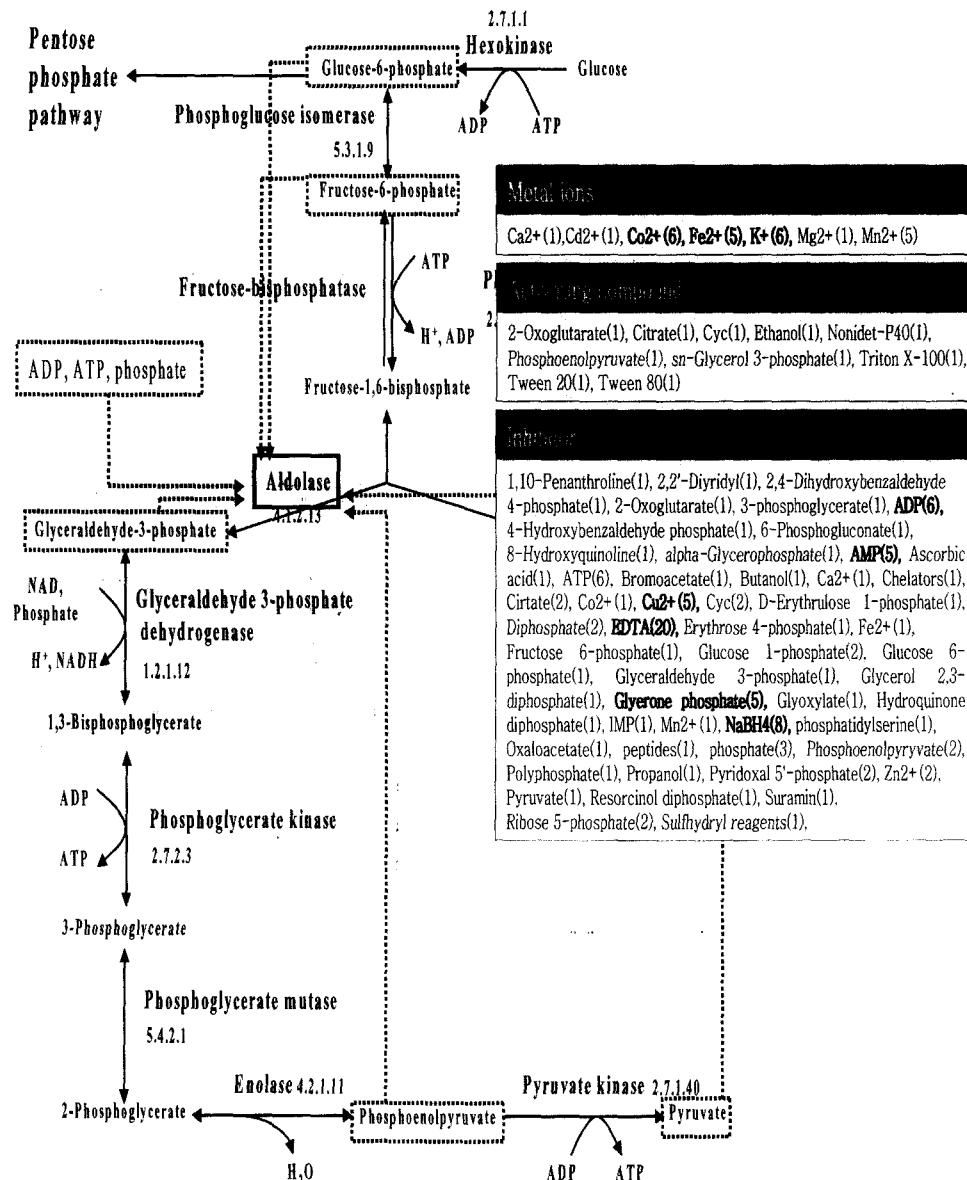 2.7.1.1
Hexokinase
Pentose
phosphate
pathway
Glucose-6-phosphate
Glucose
ADP
ATP
Phosphoglucose isomerase
5.3.1.9
Fructose-6-phosphate
ATP
Fructose-bisphosphatase
H⁺, ADP
Fructose-1,6-bisphosphate
ADP, ATP, phosphate
Aldolase
4.1.2.13
Glyceraldehyde-3-phosphate
NAD,
Phosphate
Glyceraldehyde 3-phosphate
dehydrogenase
H⁺, NADH
1.2.1.12
1,3-Bisphosphoglycerate
ADP
Phosphoglycerate kinase
ATP
2.7.2.3
3-Phosphoglycerate
Phosphoglycerate mutase
5.4.2.1
Enolase 4.2.1.11
Pyruvate kinase 2.7.1.40
2-Phosphoglycerate
Phosphoenolpyruvate
Pyruvate
H₂O
ADP
ATP
Metal ions
Ca2+(1),Cd2+(1), Co2+(6), Fe2+(5), K+(6), Mg2+(1), Mn2+(5)
compound
2-Oxoglutarate(1), Citrate(1), Cyc(1), Ethanol(1), Nonidet-P40(1),
Phosphoenolpyruvate(1), sn-Glycerol 3-phosphate(1), Triton X-100(1),
Tween 20(1), Tween 80(1)
1,10-Penanthroline(1), 2,2'-Diyridyl(1), 2,4-Dihydroxybenzaldehyde
4-phosphate(1), 2-Oxoglutarate(1), 3-phosphoglycerate(1), ADP(6),
4-Hydroxybenzaldehyde phosphate(1), 6-Phosphogluconate(1),
8-Hydroxyquinoline(1), alpha-Glycerophosphate(1), AMP(5), Ascorbic
acid(1), ATP(6), Bromoacetate(1), Butanol(1), Ca2+(1), Chelators(1),
Cirtate(2), Co2+(1), Cu2+(5), Cyc(2), D-Erythrulose 1-phosphate(1),
Diphosphate(2), EDTA(20), Erythrose 4-phosphate(1), Fe2+(1),
Fructose 6-phosphate(1), Glucose 1-phosphate(2), Glucose 6-
phosphate(1), Glyceraldehyde 3-phosphate(1), Glycerol 2,3-
diphosphate(1), Glyerone phosphate(5), Glyoxylate(1), Hydroquinone
diphosphate(1), IMP(1), Mn2+(1), NaBH4(8), phosphatidylserine(1),
Oxaloacetate(1), peptides(1), phosphate(3), Phosphoenolpyryvate(2),
Polyphosphate(1), Propanol(1), Pyridoxal 5'-phosphate(2), Zn2+(2),
Pyruvate(1), Resorcinol diphosphate(1), Suramin(1),
Ribose 5-phosphate(2), Sulfhydryl reagents(1),